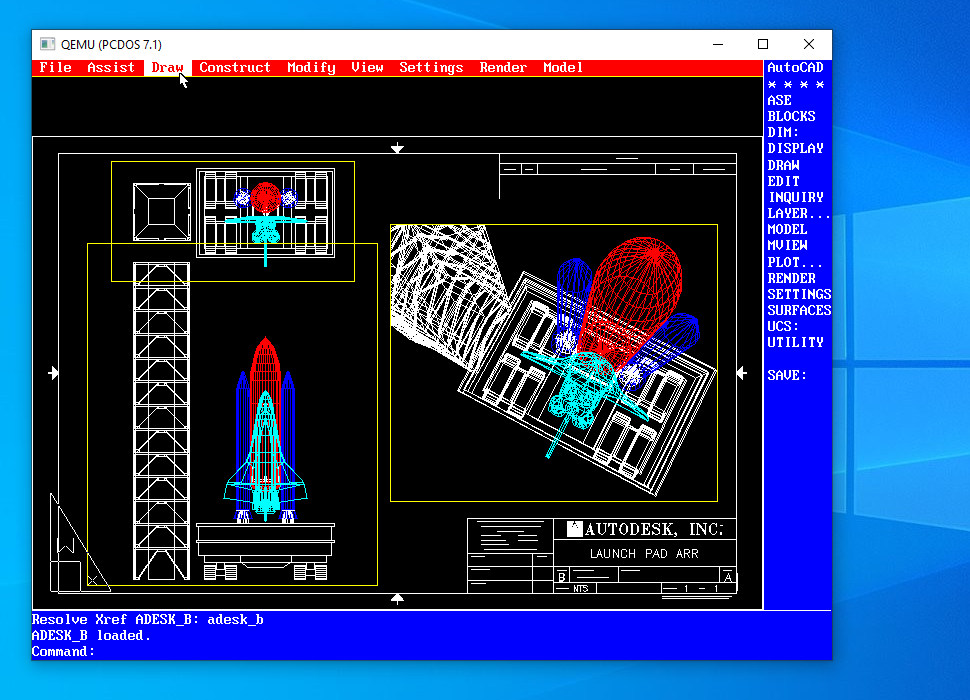 QEMU (PCDOS 7.1)
File Assist Draw Construct Modify View Settings Render Model
AutoCAD
* * * *
ASE
BLOCKS
DIM:
DISPLAY
DRAW
EDIT
INQUIRY
LAYER...
MODEL
MVIEW
PLOT...
RENDER
SETTINGS
SURFACES
UCS:
UTILITY
SAVE:
AUTODESK, INC:
LAUNCH PAD ARR
B
A
NTS
1 - 1
Resolve Xref ADESK_B: adesk_b
ADESK_B loaded.
Command: